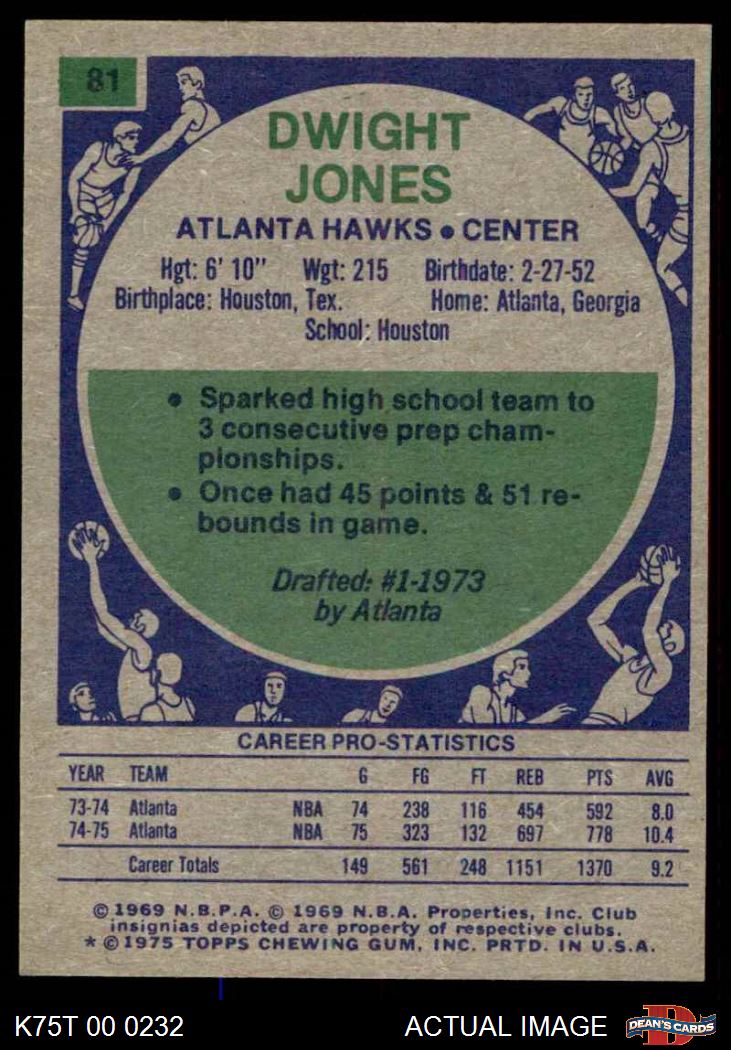 81
DWIGHT
JONES
ATLANTA HAWKS • CENTER
Hgt: 6' 10" Wgt: 215 Birthdate: 2-27-52
Birthplace: Houston, Tex. Home: Atlanta, Georgia
School: Houston
• Sparked high school team to
3 consecutive prep cham-
pionships.
• Once had 45 points & 51 re-
bounds in game.
Drafted: #1-1973
by Atlanta
CAREER PRO-STATISTICS
YEAR TEAM G FG FT REB PTS AVG
73-74 Atlanta NBA 74 238 116 454 592 8.0
74-75 Atlanta NBA 75 323 132 697 778 10.4
Career Totals 149 561 248 1151 1370 9.2
© 1969 N.B.P.A. © 1969 N.B.A. Properties, Inc. Club
insignias depicted are property of respective clubs.
* © 1975 TOPPS CHEWING GUM, INC. PRTD. IN U.S.A.
K75T 00 0232 ACTUAL IMAGE D DEAN'S CARDS